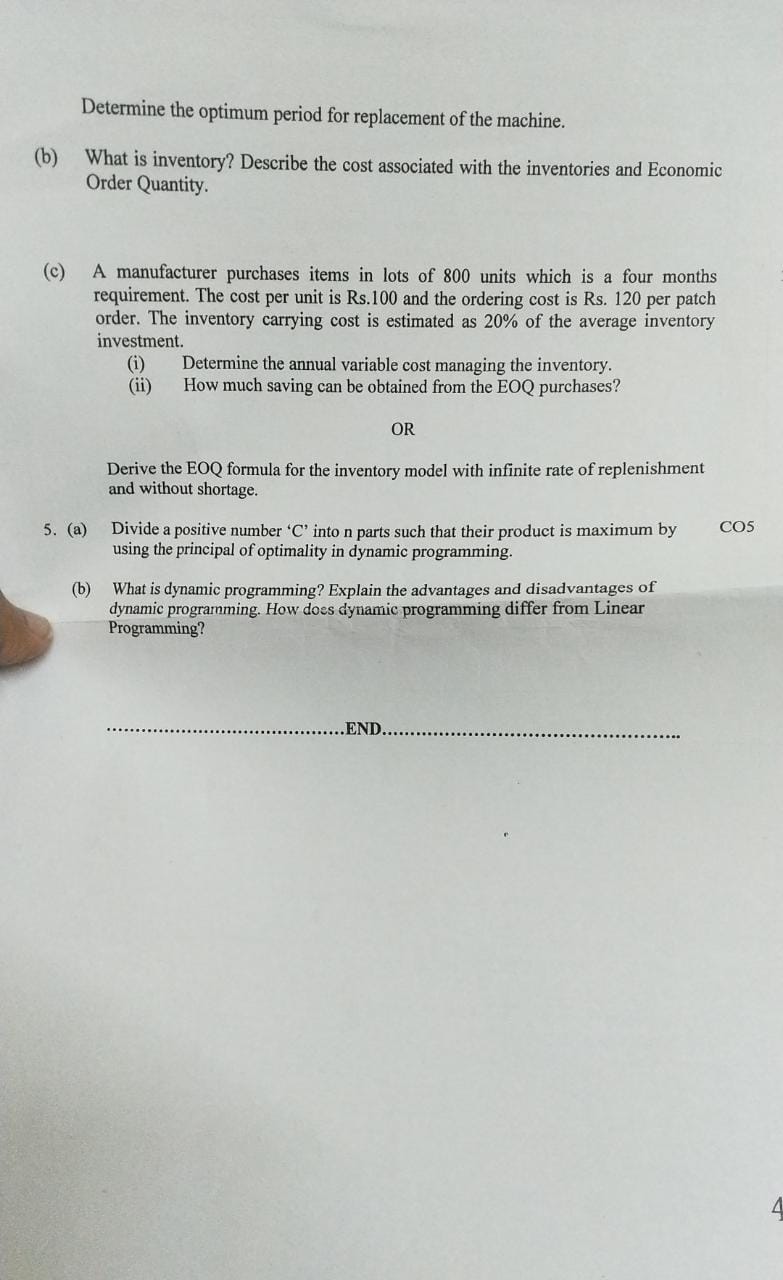 Determine the optimum period for replacement of the machine.
(b) What is inventory? Describe the cost associated with the inventories and Economic
Order Quantity.
(c) A manufacturer purchases items in lots of 800 units which is a four months
requirement. The cost per unit is Rs.100 and the ordering cost is Rs. 120 per patch
order. The inventory carrying cost is estimated as 20% of the average inventory
investment.
(i) Determine the annual variable cost managing the inventory.
(ii) How much saving can be obtained from the EOQ purchases?
OR
Derive the EOQ formula for the inventory model with infinite rate of replenishment
and without shortage.
5. (a) Divide a positive number ‘C’ into n parts such that their product is maximum by CO5
using the principal of optimality in dynamic programming.
(b) What is dynamic programming? Explain the advantages and disadvantages of
dynamic programming. How does dynamic programming differ from Linear
Programming?
..........................................END....................................................
4